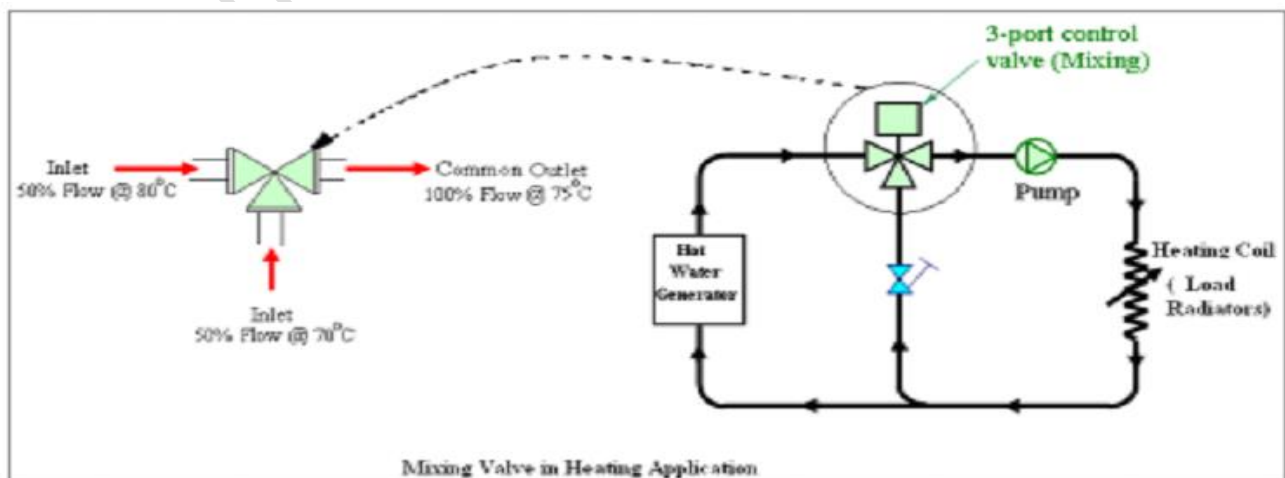 3-port control
valve (Mixing)
Inlet
50% Flow @ 80°C
Common Outlet
100% Flow @ 75°C
Inlet
50% Flow @ 70°C
Pump
Hot
Water
Generator
Heating Coil
( Load
Radiators)
Mixing Valve in Heating Application